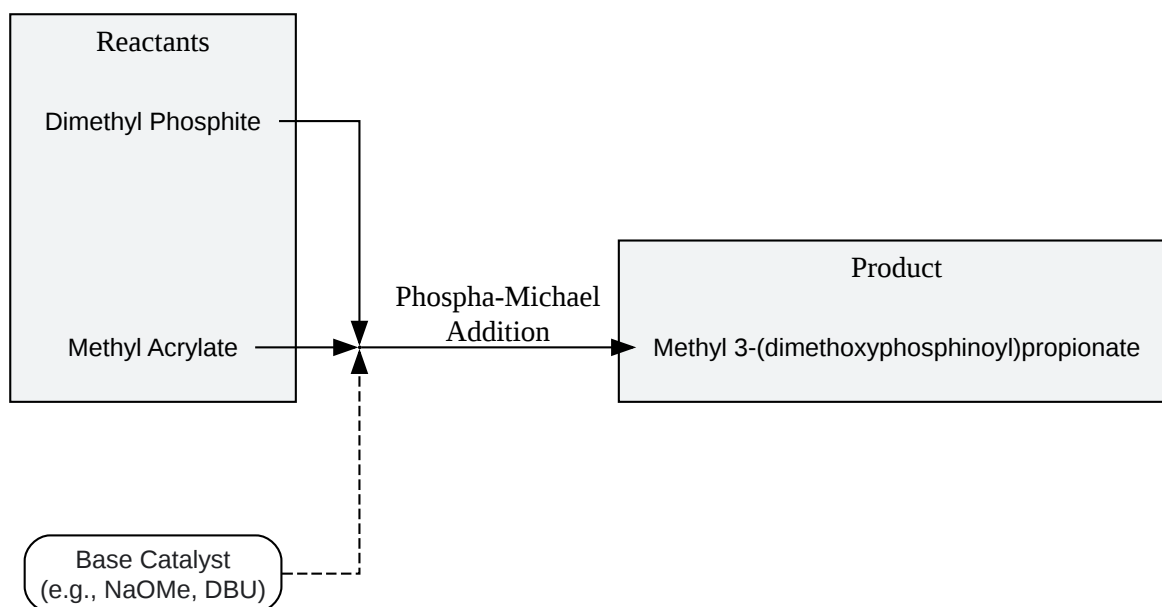 Reactants
Dimethyl Phosphite
Methyl Acrylate
Base Catalyst
(e.g., NaOMe, DBU)
Phospha-Michael
Addition
Product
Methyl 3-(dimethoxyphosphinoyl)propionate